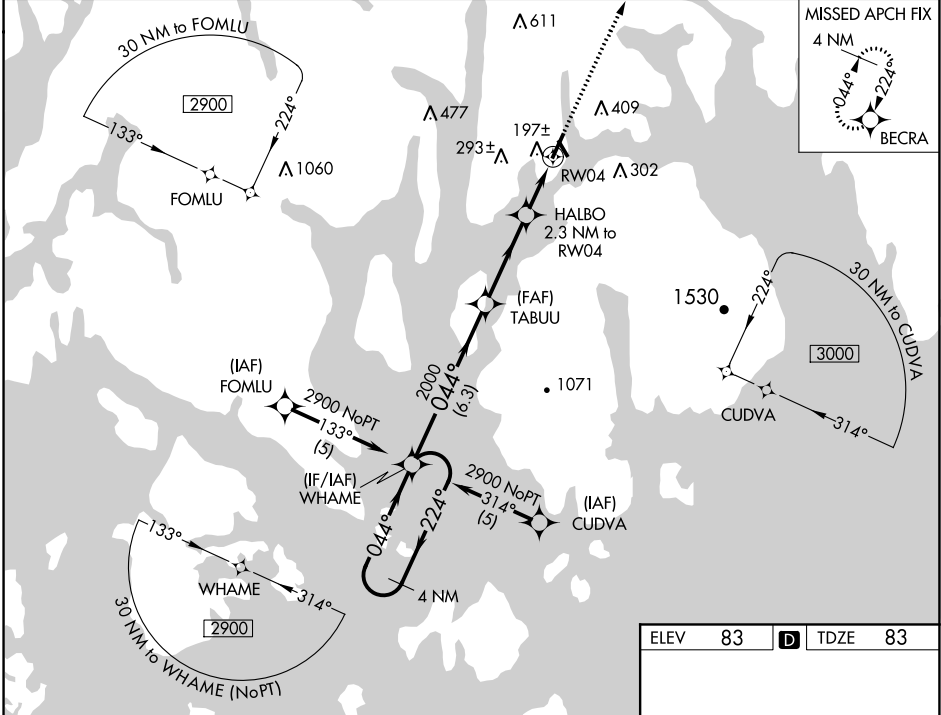 30 NM to FOMLU
2900
133°
224°
FOMLU
1060
611
477
409
197±
293±
302
RW04
MISSED APCH FIX
4 NM
044°
224°
BECRA
HALBO
2.3 NM to
RW04
(FAF)
TABUU
1530
1071
30 NM to CUDVA
224°
3000
CUDVA
314°
(IAF)
FOMLU
2900 NoPT
133°
(5)
2000
044°
(6.3)
(IF/IAF)
WHAME
2900 NoPT
314°
(5)
(IAF)
CUDVA
044°
224°
4 NM
133°
WHAME
314°
2900
30 NM to WHAME (NoPT)
ELEV 83 D TDZE 83